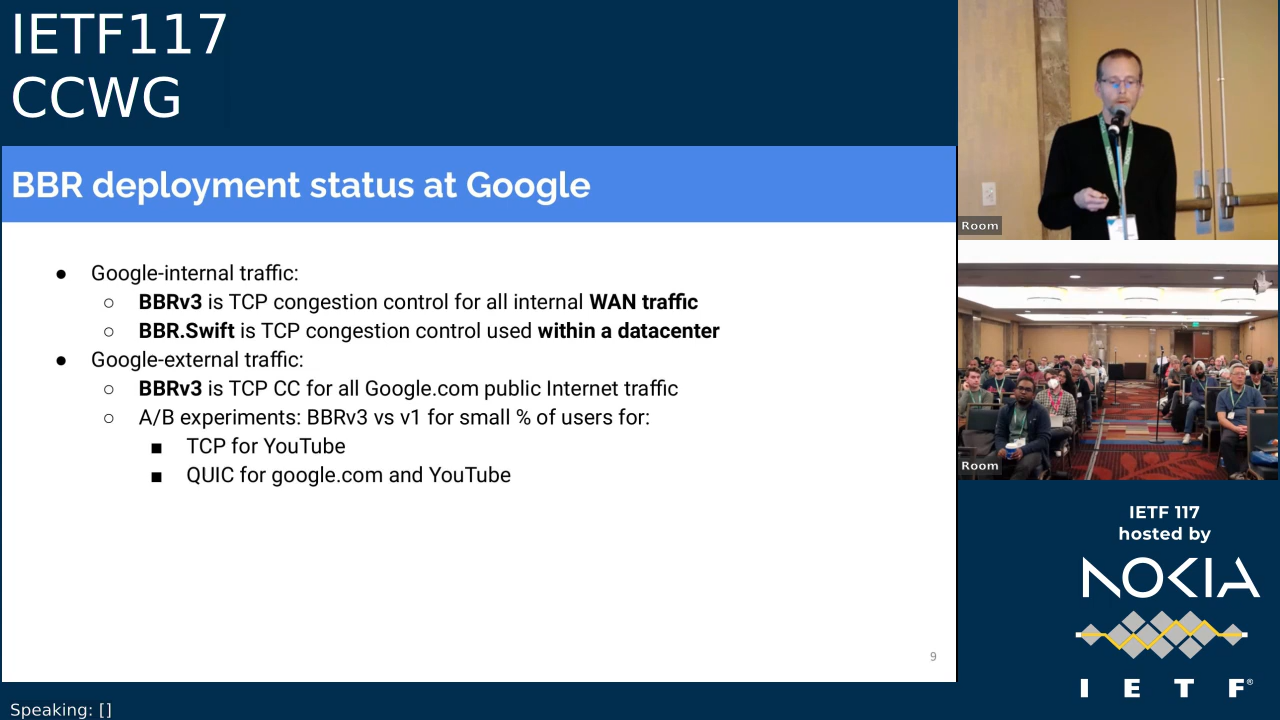 IETF117
CCWG
BBR deployment status at Google
● Google-internal traffic:
○ BBRv3 is TCP congestion control for all internal WAN traffic
○ BBR.Swift is TCP congestion control used within a datacenter
● Google-external traffic:
○ BBRv3 is TCP CC for all Google.com public Internet traffic
○ A/B experiments: BBRv3 vs v1 for small % of users for:
■ TCP for YouTube
■ QUIC for google.com and YouTube
9
Speaking: []
Room
Room
IETF 117
hosted by
NOKIA
I E T F®